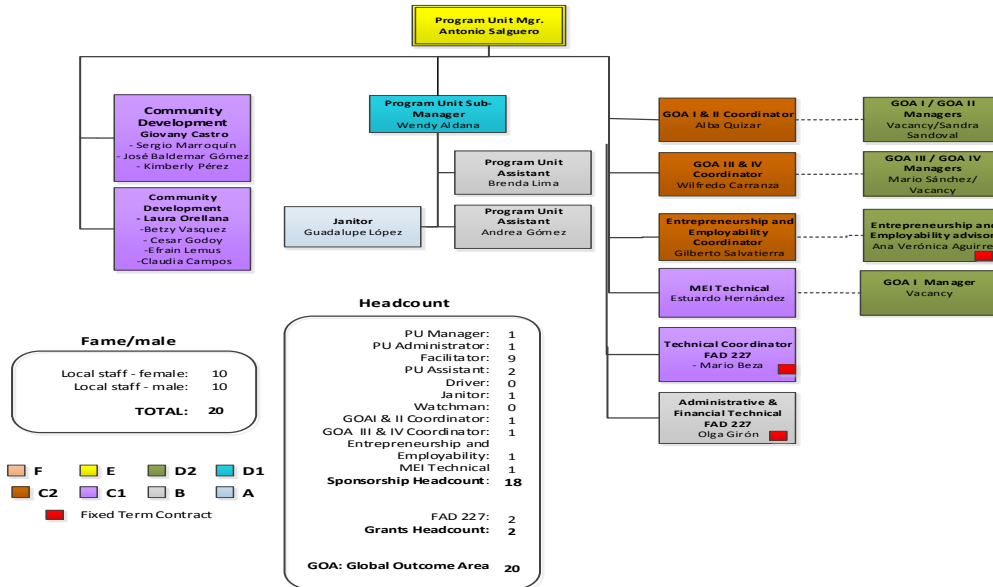 Program Unit Mgr.
Antonio Salguero
Community
Development
Giovany Castro
- Sergio Marroquín
- José Baldemar Gómez
- Kimberly Pérez
Community
Development
- Laura Orellana
-Betzy Vasquez
- Cesar Godoy
- Efrain Lemus
-Claudia Campos
Program Unit Sub-
Manager
Wendy Aldana
Program Unit
Assistant
Brenda Lima
Janitor
Guadalupe López
Program Unit
Assistant
Andrea Gómez
GOA I & II Coordinator
Alba Quizar
GOA I / GOA II
Managers
Vacancy/Sandra
Sandoval
GOA III & IV
Coordinator
Wilfredo Carranza
GOA III / GOA IV
Managers
Mario Sánchez/
Vacancy
Entrepreneurship and
Employability
Coordinator
Gilberto Salvatierra
Entrepreneurship and
Employability advisor
Ana Verónica Aguirre
MEI Technical
Estuardo Hernández
GOA I Manager
Vacancy
Technical Coordinator
FAD 227
- Mario Beza
Administrative &
Financial Technical
FAD 227
Olga Girón
Fame/male
Local staff - female: 10
Local staff - male: 10
TOTAL: 20
Headcount
PU Manager: 1
PU Administrator: 1
Facilitator: 9
PU Assistant: 2
Driver: 0
Janitor: 1
Watchman: 0
GOAI & II Coordinator: 1
GOA III & IV Coordinator: 1
Entrepreneurship and
Employability: 1
MEI Technical 1
Sponsorship Headcount: 18
FAD 227: 2
Grants Headcount: 2
GOA: Global Outcome Area 20
F E D2 D1
C2 C1 B A
Fixed Term Contract